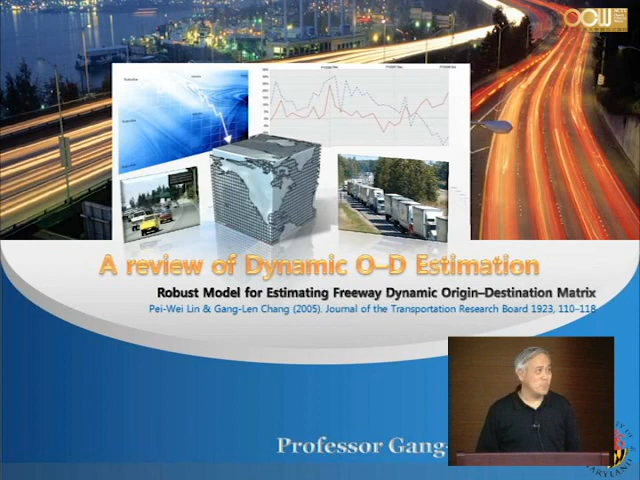 OCW
A review of Dynamic O–D Estimation
Robust Model for Estimating Freeway Dynamic Origin–Destination Matrix
Pei-Wei Lin & Gang-Len Chang (2005). Journal of the Transportation Research Board 1923, 110–118
Professor Gang-